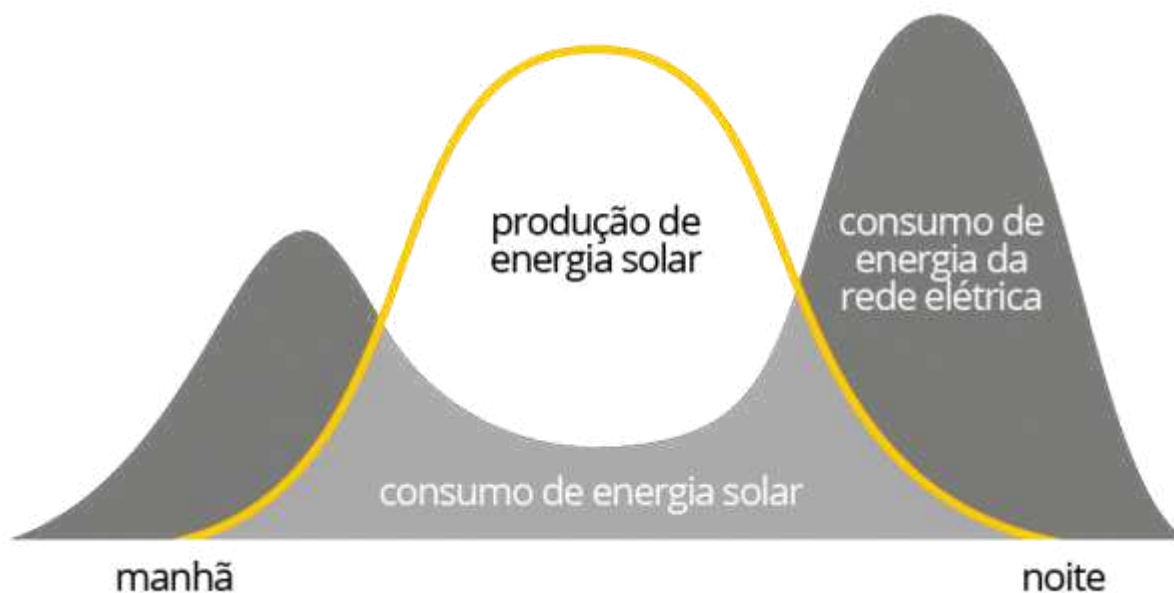 produção de
energia solar
consumo de
energia da
rede elétrica
consumo de energia solar
manhã
noite